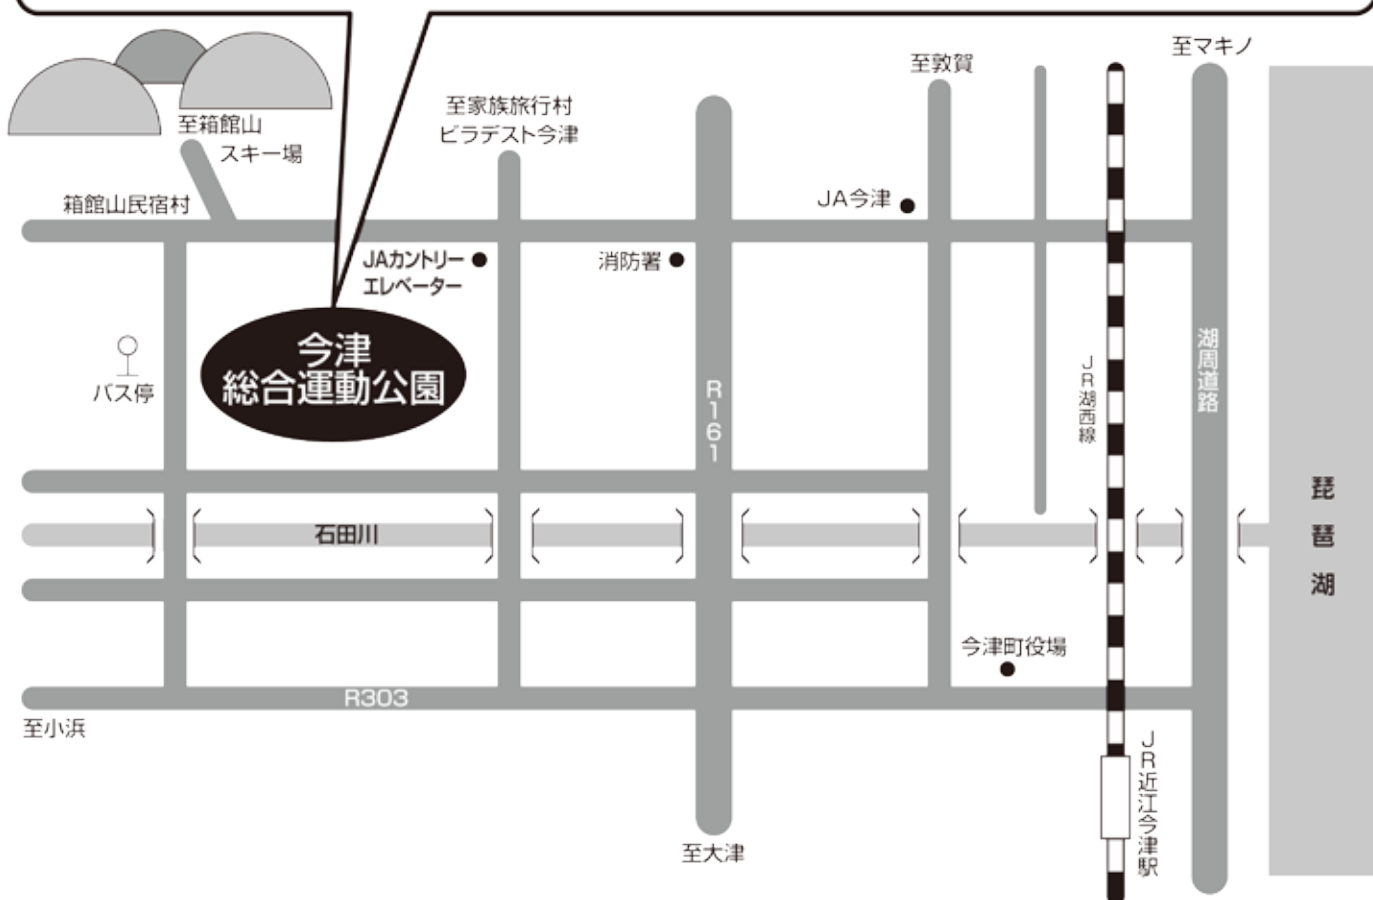 至マキノ
至敦賀
至家族旅行村
ビラデスト今津
至箱館山
スキー場
JA今津
箱館山民宿村
JAカントリー
エレベーター
消防署
今津
総合運動公園
バス停
R161
JR湖西線
湖周道路
琵琶湖
石田川
今津町役場
R303
至小浜
JR近江今津駅
至大津